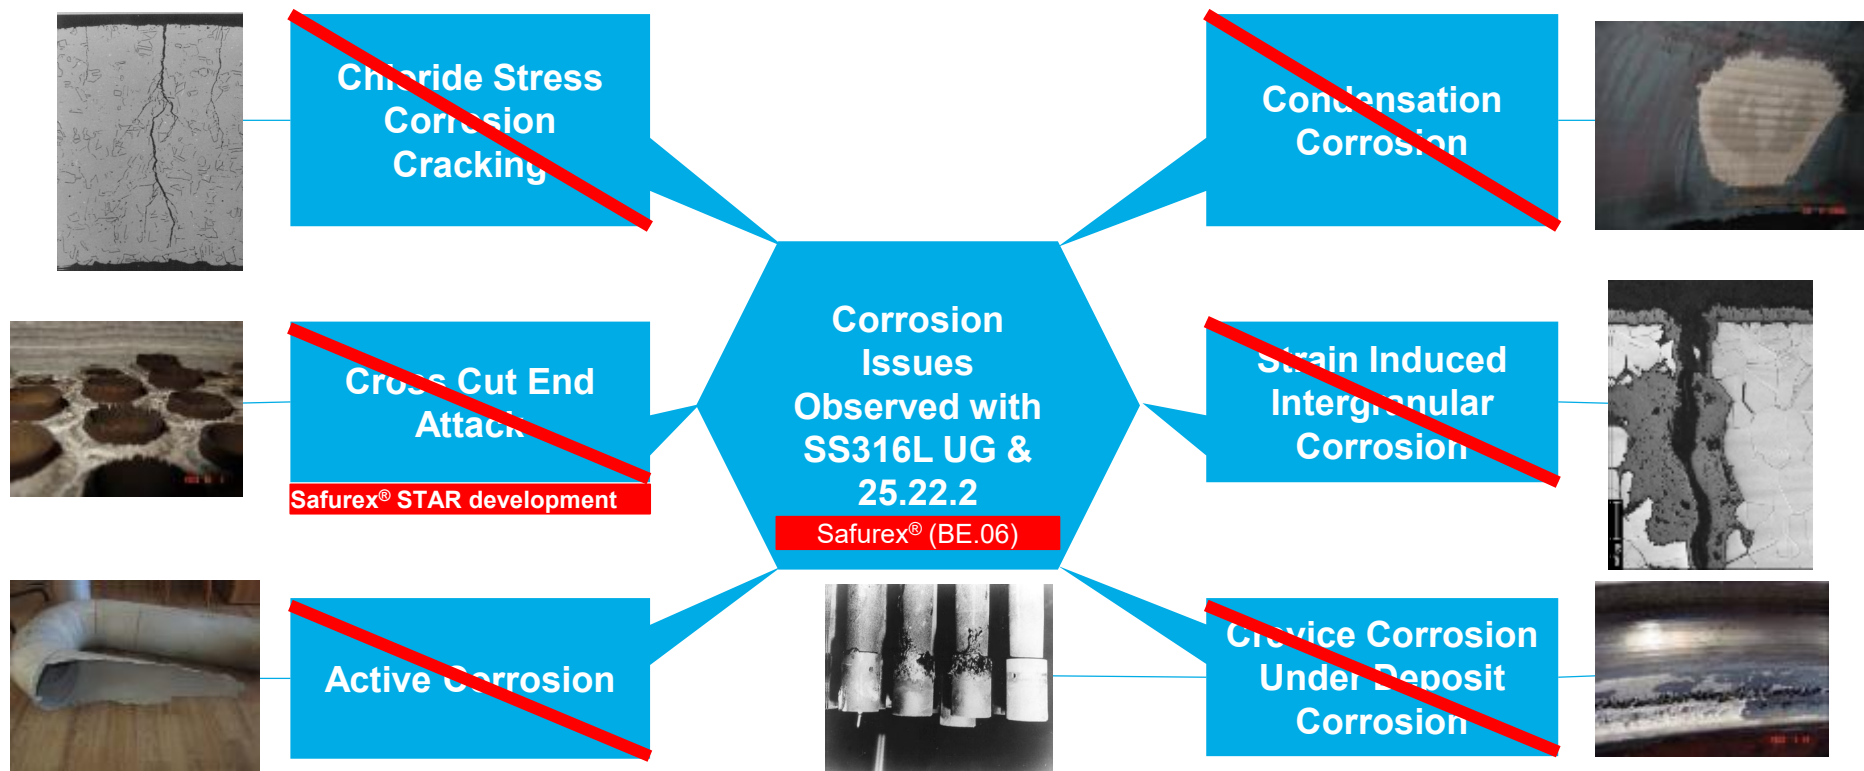 Chloride Stress
Corrosion
Cracking
Condensation
Corrosion
Cross Cut End
Attack
Safurex® STAR development
Corrosion
Issues
Observed with
SS316L UG &
25.22.2
Safurex® (BE.06)
Strain Induced
Intergranular
Corrosion
Active Corrosion
Crevice Corrosion
Under Deposit
Corrosion